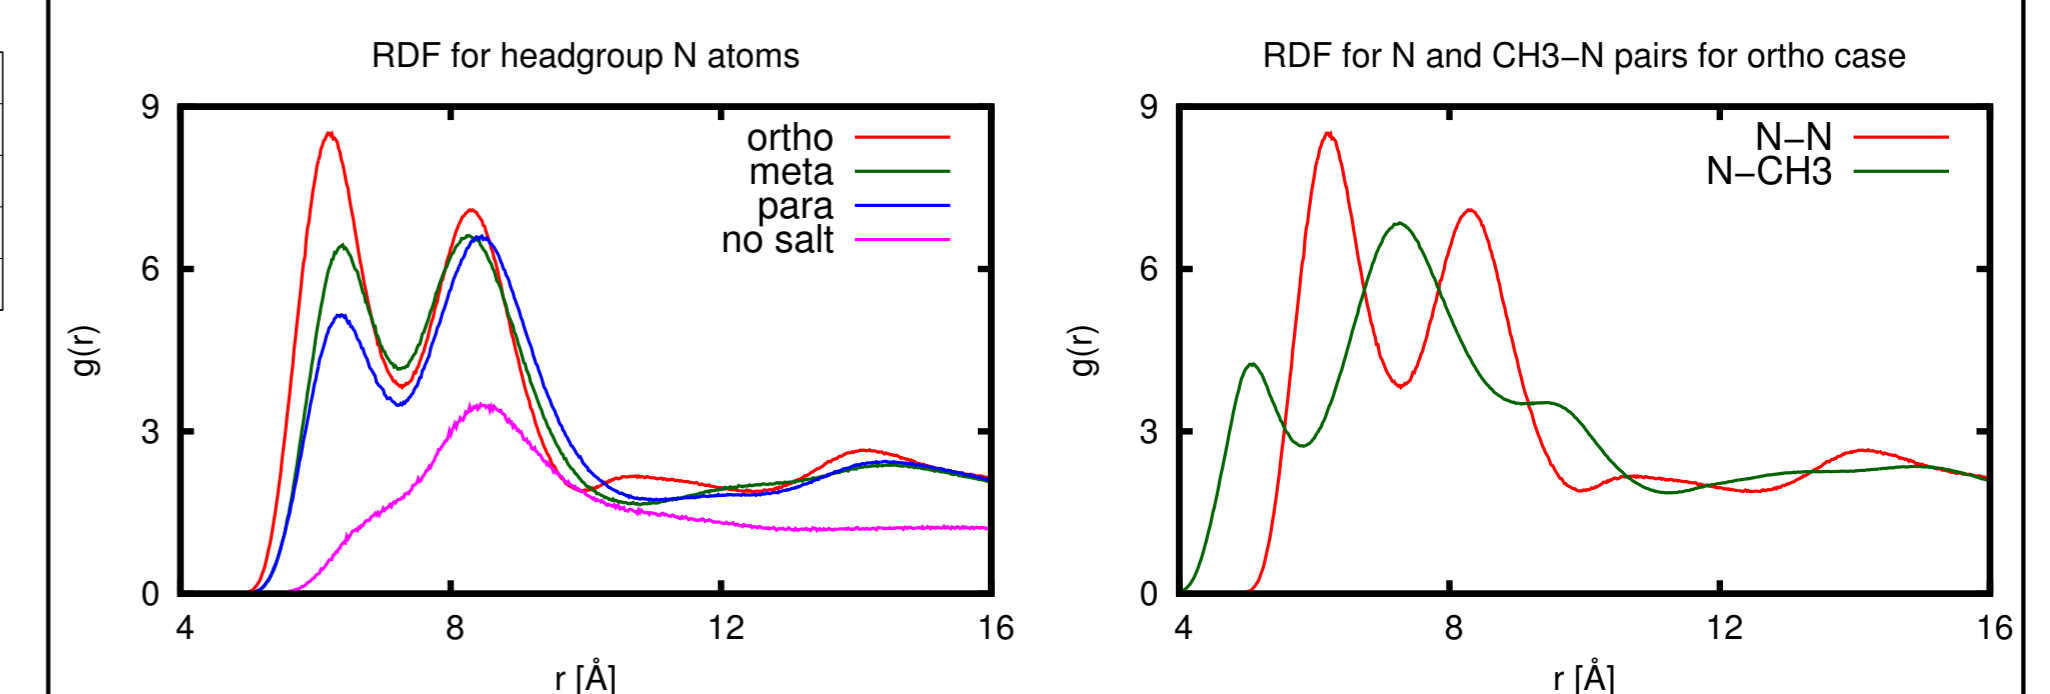 RDF for headgroup N atoms
9
6
3
0
4 8 12 16
g(r)
r [Å]
ortho
meta
para
no salt
RDF for N and CH3−N pairs for ortho case
9
6
3
0
4 8 12 16
g(r)
r [Å]
N−N
N−CH3